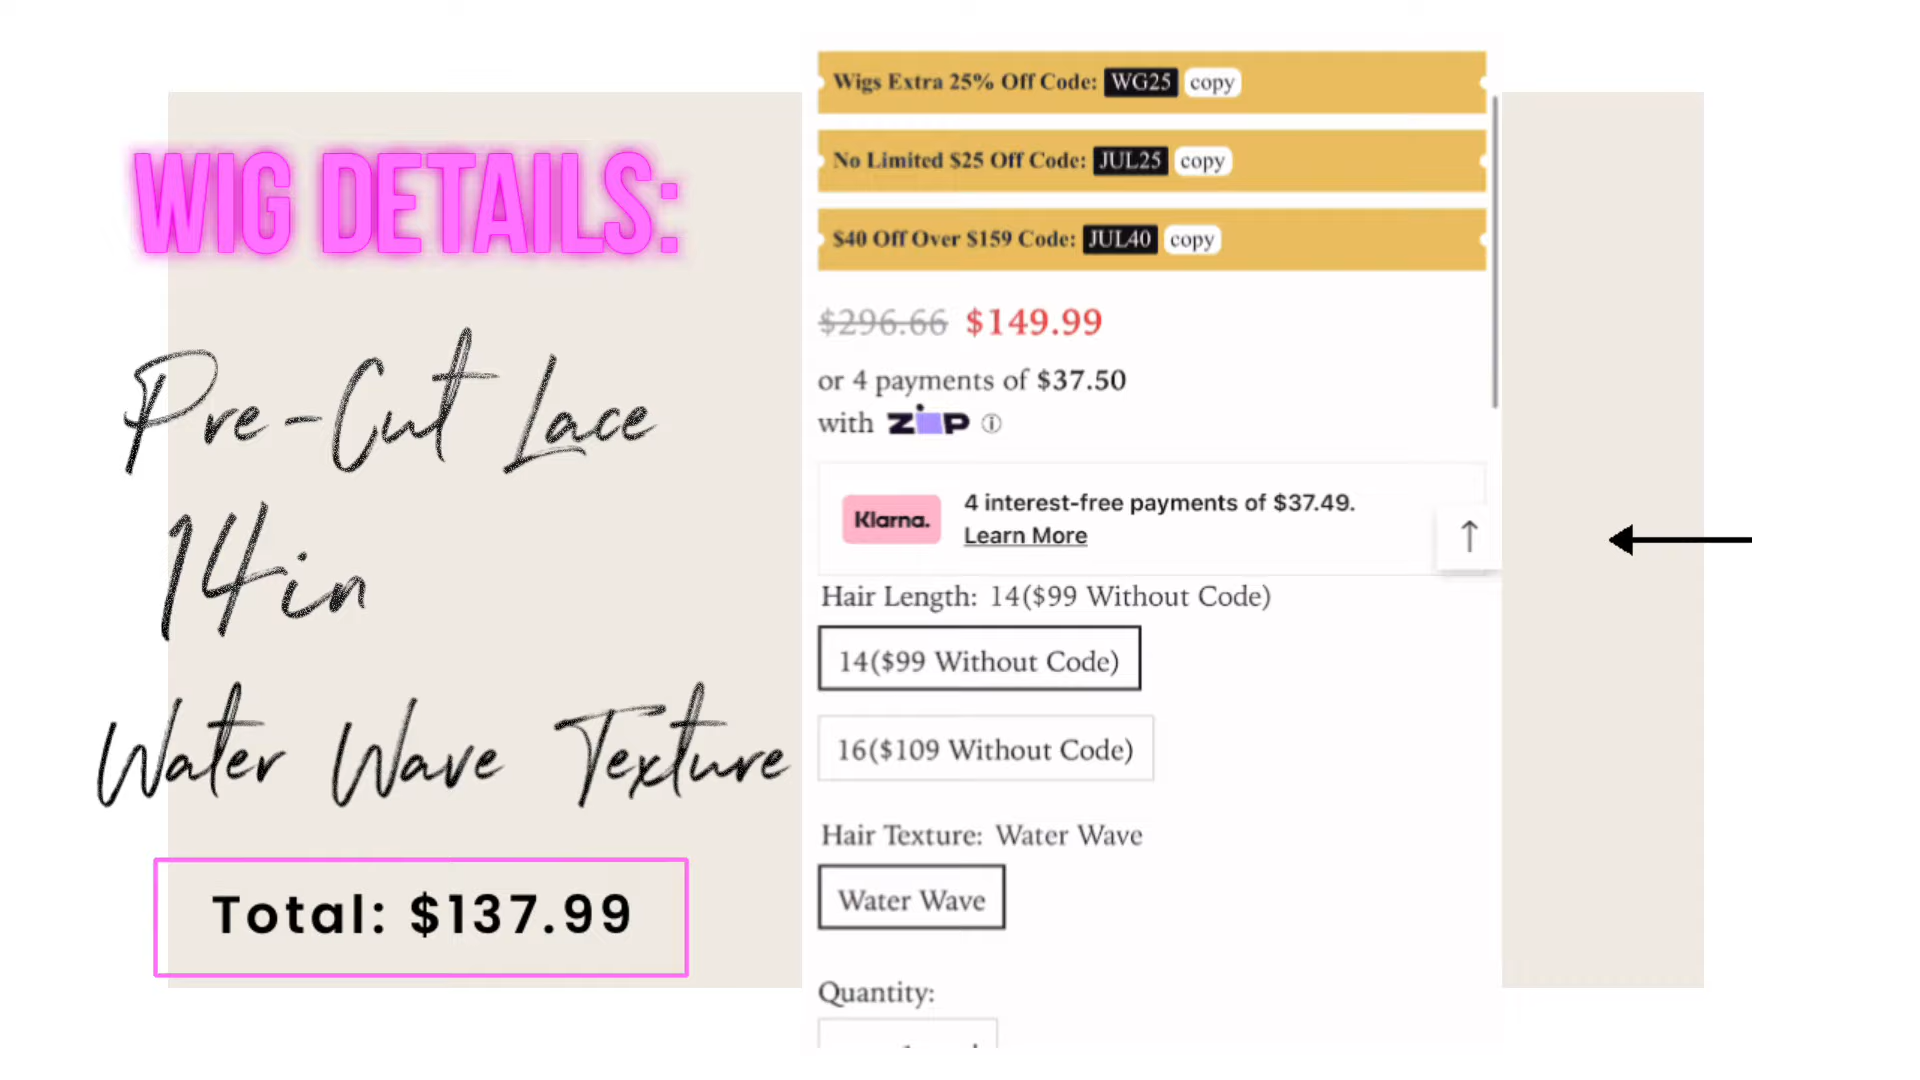 WIG DETAILS:
Pre-Cut Lace
14in
Water Wave Texture
Total: $137.99
Wigs Extra 25% Off Code: WG25 copy
No Limited $25 Off Code: JUL25 copy
$40 Off Over $159 Code: JUL40 copy
$296.66 $149.99
or 4 payments of $37.50
with ZIP
Klarna. 4 interest-free payments of $37.49.
Learn More
Hair Length: 14($99 Without Code)
14($99 Without Code)
16($109 Without Code)
Hair Texture: Water Wave
Water Wave
Quantity: